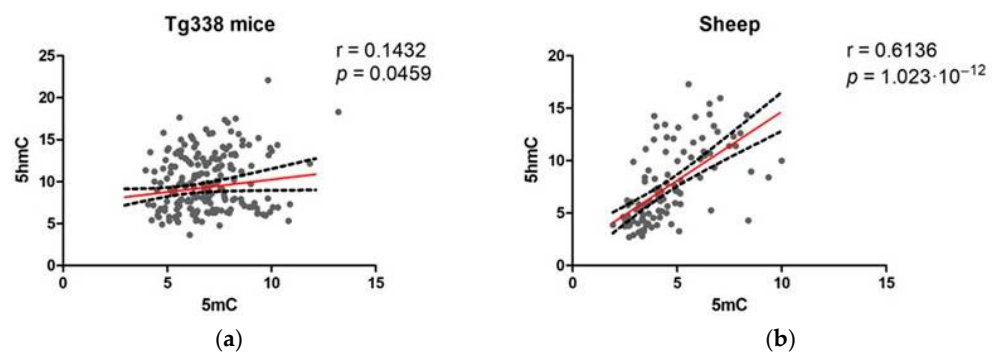 Tg338 mice
r = 0.1432
p = 0.0459
25
20
15
10
5
0
5hmC
0 5 10 15
5mC
(a)
Sheep
r = 0.6136
p = 1.023·10⁻¹²
20
15
10
5
0
5hmC
0 5 10 15
5mC
(b)